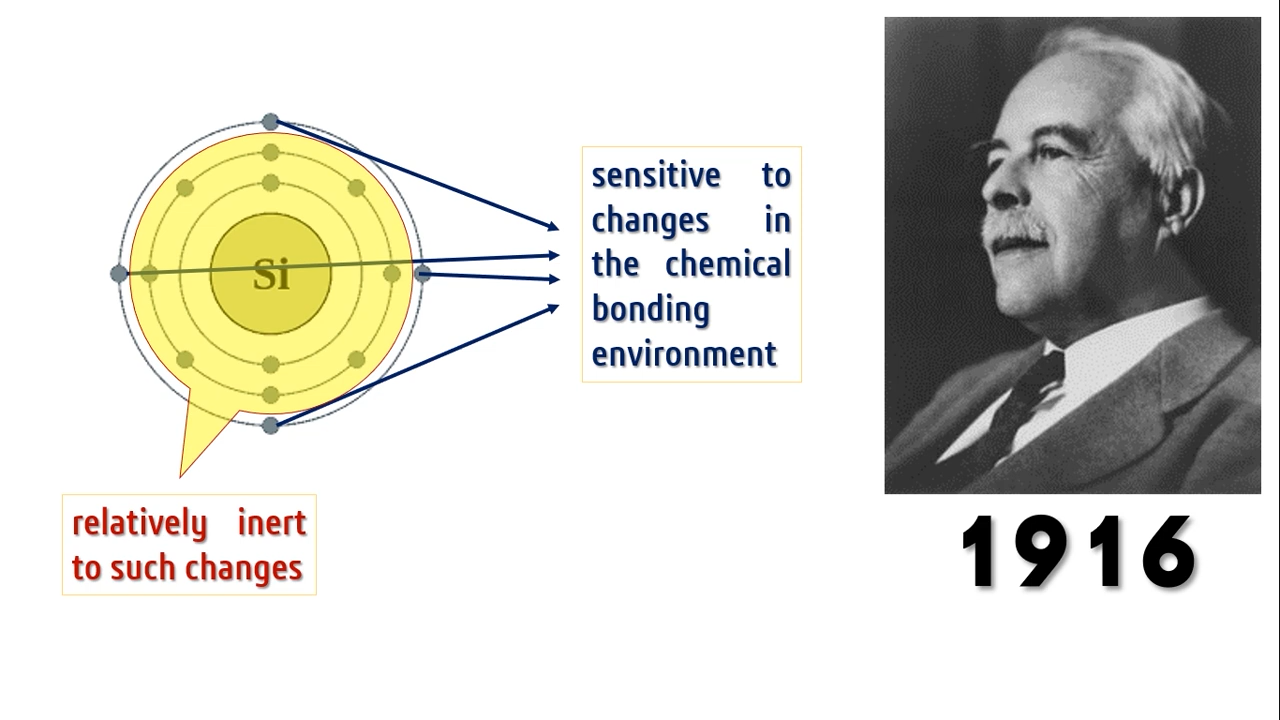 Si
sensitive to
changes in
the chemical
bonding
environment
relatively inert
to such changes
1916